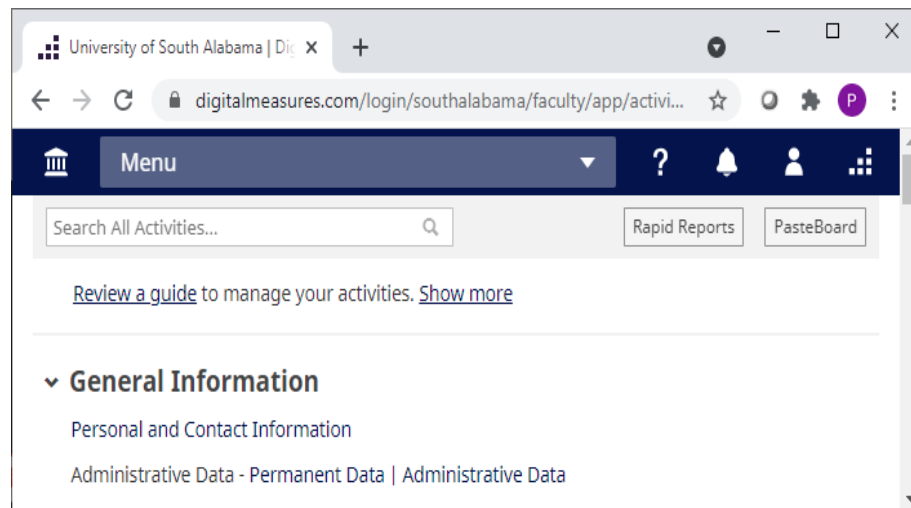 University of South Alabama | Dig
digitalmeasures.com/login/southalabama/faculty/app/activi...
P
Menu
?
Search All Activities...
Rapid Reports
PasteBoard
Review a guide to manage your activities. Show more
General Information
Personal and Contact Information
Administrative Data - Permanent Data | Administrative Data